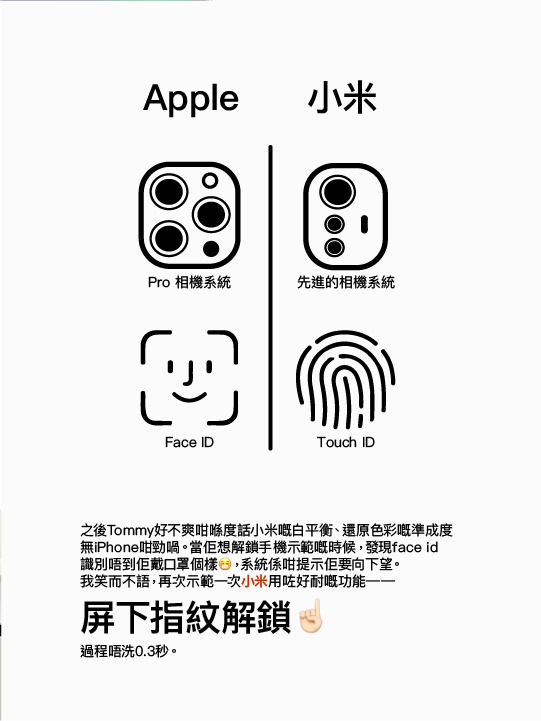 Apple
小米
Pro 相機系統
先進的相機系統
Face ID
Touch ID
之後Tommy好不爽咁喺度話小米嘅白平衡、還原色彩嘅準成度
無iPhone咁勁喎。當佢想解鎖手機示範嘅時候，發現face id
識別唔到佢戴口罩個樣😷，系統係咁提示佢要向下望。
我笑而不語，再次示範一次小米用咗好耐嘅功能——
屏下指紋解鎖☝🏻
過程唔洗0.3秒。